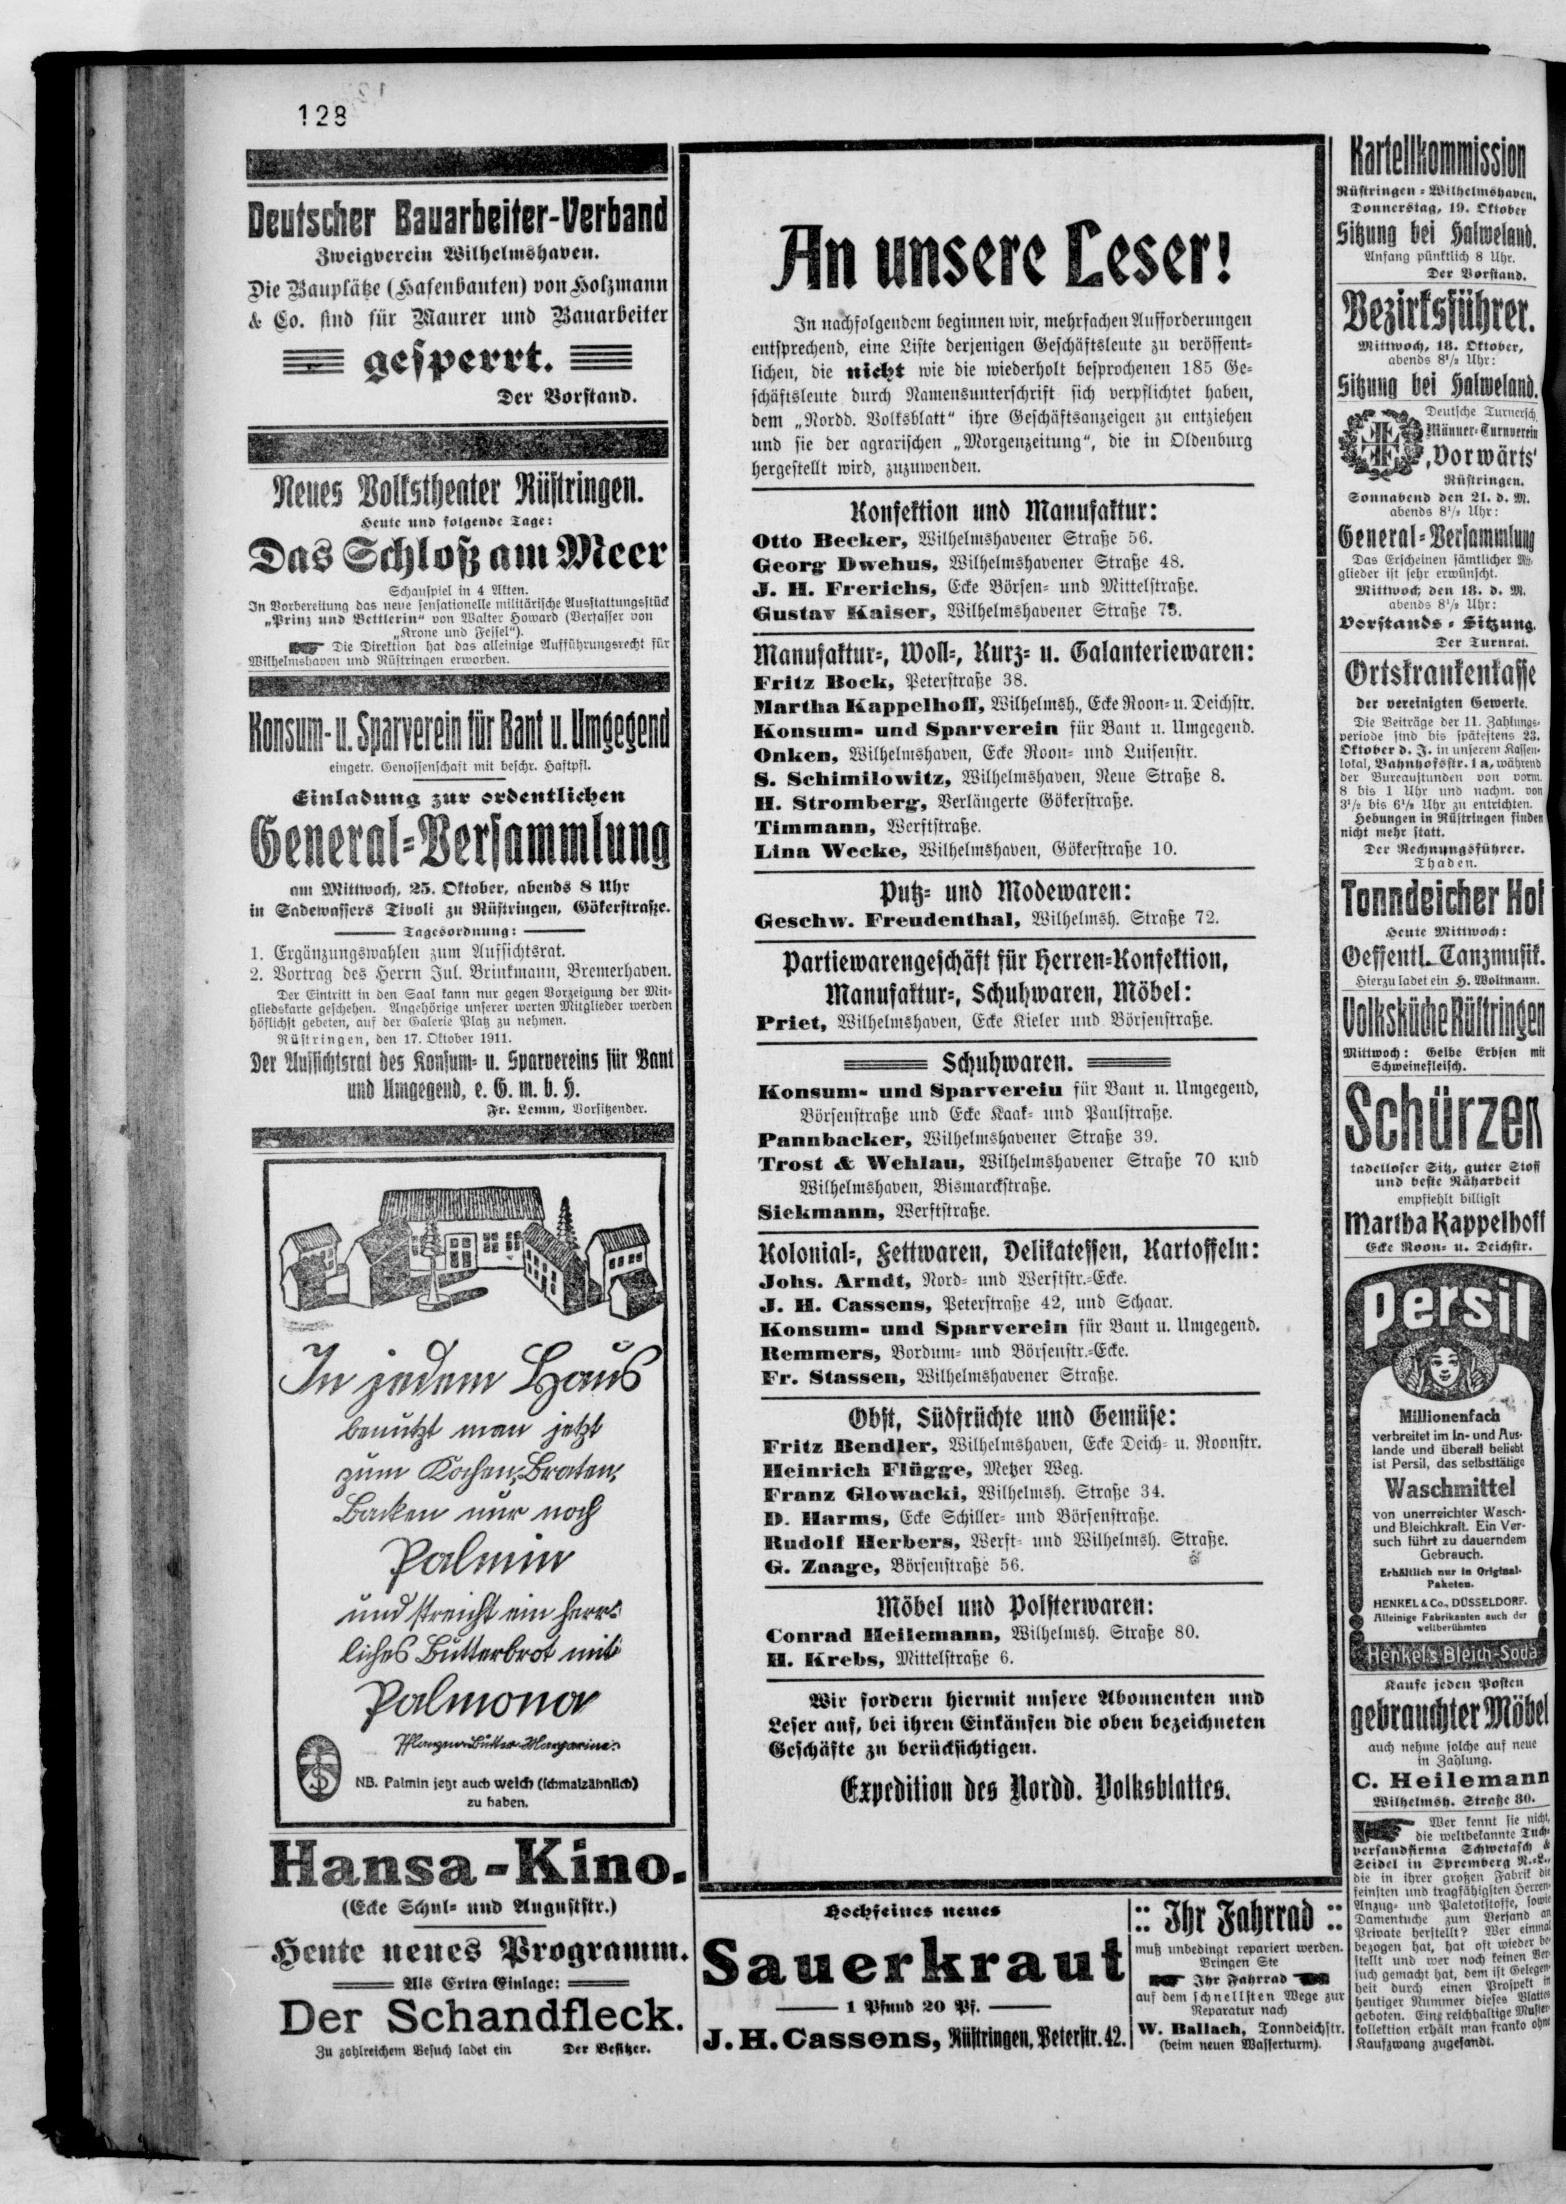 128
Deutscher Bauarbeiter-Verband
Zweigverein Wilhelmshaven.
Die Bauplätze (Hafenbauten) von Holzmann
& Co. sind für Maurer und Bauarbeiter
gesperrt.
Der Vorstand.
Neues Volkstheater Rüstringen.
Heute und folgende Tage:
Das Schloß am Meer
Schauspiel in 4 Akten.
In Vorbereitung das neue sensationelle militärische Ausstattungsstück
„Prinz und Bettlerin“ von Walter Howard (Verfasser von
„Krone und Fessel“).
Die Direktion hat das alleinige Aufführungsrecht für
Wilhelmshaven und Rüstringen erworben.
Konsum- u. Sparverein für Bant u. Umgegend
eingetr. Genossenschaft mit beschr. Haftpfl.
Einladung zur ordentlichen
General-Versammlung
am Mittwoch, 25. Oktober, abends 8 Uhr
in Sadewassers Tivoli zu Rüstringen, Gökerstraße.
Tagesordnung:
1. Ergänzungswahlen zum Aufsichtsrat.
2. Vortrag des Herrn Jul. Brinkmann, Bremerhaven.
Der Eintritt in den Saal kann nur gegen Vorzeigung der Mit-
gliedskarte geschehen. Angehörige unserer werten Mitglieder werden
höflichst gebeten, auf der Galerie Platz zu nehmen.
Rüstringen, den 17. Oktober 1911.
Der Aufsichtsrat des Konsum- u. Sparvereins für Bant
und Umgegend, e. G. m. b. H.
Fr. Lemm, Vorsitzender.
In jedem Haus
benützt man jetzt
zum Kochen, Braten,
Backen nur noch
Palmin
und streicht ein herr-
liches Butterbrot mit
Palmona
Pflanzen-Butter-Margarine.
NB. Palmin jetzt auch weich (schmalzähnlich)
zu haben.
Hansa-Kino.
(Ecke Schul- und Auguststr.)
Heute neues Programm.
Als Extra Einlage:
Der Schandfleck.
Zu zahlreichem Besuch ladet ein Der Besitzer.
An unsere Leser!
In nachfolgendem beginnen wir, mehrfachen Aufforderungen
entsprechend, eine Liste derjenigen Geschäftsleute zu veröffent-
lichen, die nicht wie die wiederholt besprochenen 185 Ge-
schäftsleute durch Namensunterschrift sich verpflichtet haben,
dem „Nordd. Volksblatt“ ihre Geschäftsanzeigen zu entziehen
und sie der agrarischen „Morgenzeitung“, die in Oldenburg
hergestellt wird, zuzuwenden.
Konfektion und Manufaktur:
Otto Becker, Wilhelmshavener Straße 56.
Georg Dwehus, Wilhelmshavener Straße 48.
J. H. Frerichs, Ecke Börsen- und Mittelstraße.
Gustav Kaiser, Wilhelmshavener Straße 73.
Manufaktur-, Woll-, Kurz- u. Galanteriewaren:
Fritz Bock, Peterstraße 38.
Martha Kappelhoff, Wilhelmsh., Ecke Roon- u. Deichstr.
Konsum- und Sparverein für Bant u. Umgegend.
Onken, Wilhelmshaven, Ecke Roon- und Luisenstr.
S. Schimilowitz, Wilhelmshaven, Neue Straße 8.
H. Stromberg, Verlängerte Gökerstraße.
Timmann, Werftstraße.
Lina Wecke, Wilhelmshaven, Gökerstraße 10.
Putz- und Modewaren:
Geschw. Freudenthal, Wilhelmsh. Straße 72.
Partiewarengeschäft für Herren-Konfektion,
Manufaktur-, Schuhwaren, Möbel:
Priet, Wilhelmshaven, Ecke Kieler und Börsenstraße.
Schuhwaren.
Konsum- und Sparverein für Bant u. Umgegend,
Börsenstraße und Ecke Kaak- und Paulstraße.
Pannbacker, Wilhelmshavener Straße 39.
Trost & Wehlau, Wilhelmshavener Straße 70 und
Wilhelmshaven, Bismarckstraße.
Siekmann, Werftstraße.
Kolonial-, Fettwaren, Delikatessen, Kartoffeln:
Johs. Arndt, Nord- und Werftstr.-Ecke.
J. H. Cassens, Peterstraße 42, und Schaar.
Konsum- und Sparverein für Bant u. Umgegend.
Remmers, Bordum- und Börsenstr.-Ecke.
Fr. Stassen, Wilhelmshavener Straße.
Obst, Südfrüchte und Gemüse:
Fritz Bendler, Wilhelmshaven, Ecke Deich- u. Roonstr.
Heinrich Flügge, Metzer Weg.
Franz Glowacki, Wilhelmsh. Straße 34.
D. Harms, Ecke Schiller- und Börsenstraße.
Rudolf Herbers, Werft- und Wilhelmsh. Straße.
G. Zaage, Börsenstraße 56.
Möbel und Polsterwaren:
Conrad Heilemann, Wilhelmsh. Straße 80.
H. Krebs, Mittelstraße 6.
Wir fordern hiermit unsere Abonnenten und
Leser auf, bei ihren Einkäufen die oben bezeichneten
Geschäfte zu berücksichtigen.
Expedition des Nordd. Volksblattes.
Hochfeines neues
Sauerkraut
1 Pfund 20 Pf.
J. H. Cassens, Rüstringen, Peterstr. 42.
:: Ihr Fahrrad ::
muß unbedingt repariert werden.
Bringen Sie
Ihr Fahrrad
auf dem schnellsten Wege zur
Reparatur nach
W. Ballach, Tonndeichstr.
(beim neuen Wasserturm).
Kartellkommission
Rüstringen-Wilhelmshaven.
Donnerstag, 19. Oktober
Sitzung bei Halweland.
Anfang pünktlich 8 Uhr.
Der Vorstand.
Bezirksführer.
Mittwoch, 18. Oktober,
abends 8½ Uhr:
Sitzung bei Halweland.
Deutsche Turnersch.
Männer-Turnverein
‚Vorwärts‘
Rüstringen.
Sonnabend den 21. d. M.
abends 8½ Uhr:
General-Versammlung
Das Erscheinen sämtlicher Mit-
glieder ist sehr erwünscht.
Mittwoch den 18. d. M.
abends 8½ Uhr:
Vorstands-Sitzung.
Der Turnrat.
Ortskrankenkasse
der vereinigten Gewerke.
Die Beiträge der 11. Zahlungs-
periode sind bis spätestens 23.
Oktober d. J. in unserem Kassen-
lokal, Bahnhofstr. 1a, während
der Bureaustunden von vorm.
8 bis 1 Uhr und nachm. von
3½ bis 6½ Uhr zu entrichten.
Hebungen in Rüstringen finden
nicht mehr statt.
Der Rechnungsführer.
Thaden.
Tonndeicher Hof
Heute Mittwoch:
Oeffentl. Tanzmusik.
Hierzu ladet ein H. Woltmann.
Volksküche Rüstringen
Mittwoch: Gelbe Erbsen mit
Schweinefleisch.
Schürzen
tadelloser Sitz, guter Stoff
und beste Näharbeit
empfiehlt billigst
Martha Kappelhoff
Ecke Roon- u. Deichstr.
Persil
Millionenfach
verbreitet im In- und Aus-
lande und überall beliebt
ist Persil, das selbsttätige
Waschmittel
von unerreichter Wasch-
und Bleichkraft. Ein Ver-
such führt zu dauerndem
Gebrauch.
Erhältlich nur in Original-
Paketen.
HENKEL & Co., DÜSSELDORF.
Alleinige Fabrikanten auch der
weltberühmten
Henkel's Bleich-Soda
Kaufe jeden Posten
gebrauchter Möbel
auch nehme solche auf neue
in Zahlung.
C. Heilemann
Wilhelmsh. Straße 80.
Wer kennt sie nicht,
die weltbekannte Tuch-
versandfirma Schwetasch &
Seidel in Spremberg N.-L.,
die in ihrer großen Fabrik die
feinsten und tragfähigsten Herren-
Anzug- und Paletotstoffe, sowie
Damentuche zum Versand an
Private herstellt? Wer einmal
bezogen hat, hat oft wieder be-
stellt und wer noch keinen Ver-
such gemacht hat, dem ist Gelegen-
heit durch einen Prospekt in
heutiger Nummer dieses Blattes
geboten. Eine reichhaltige Muster-
kollektion erhält man franko ohne
Kaufzwang zugesandt.